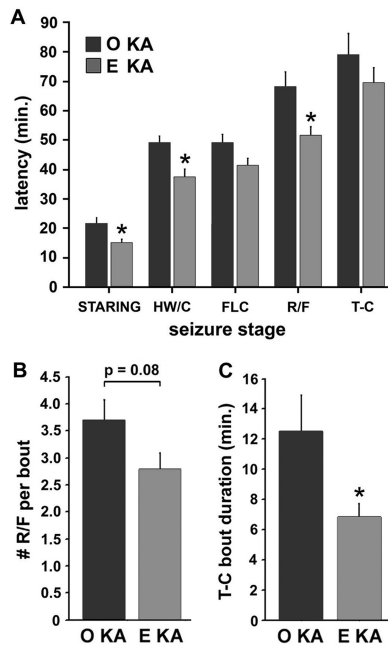 A
90
80
70
60
50
40
30
20
10
0
latency (min.)
O KA
E KA
*
*
*
STARING HW/C FLC R/F T-C
seizure stage
B
p = 0.08
4.5
4.0
3.5
3.0
2.5
2.0
1.5
1.0
0.5
0
# R/F per bout
O KA E KA
C
16
14
12
10
8
6
4
2
0
T-C bout duration (min.)
*
O KA E KA